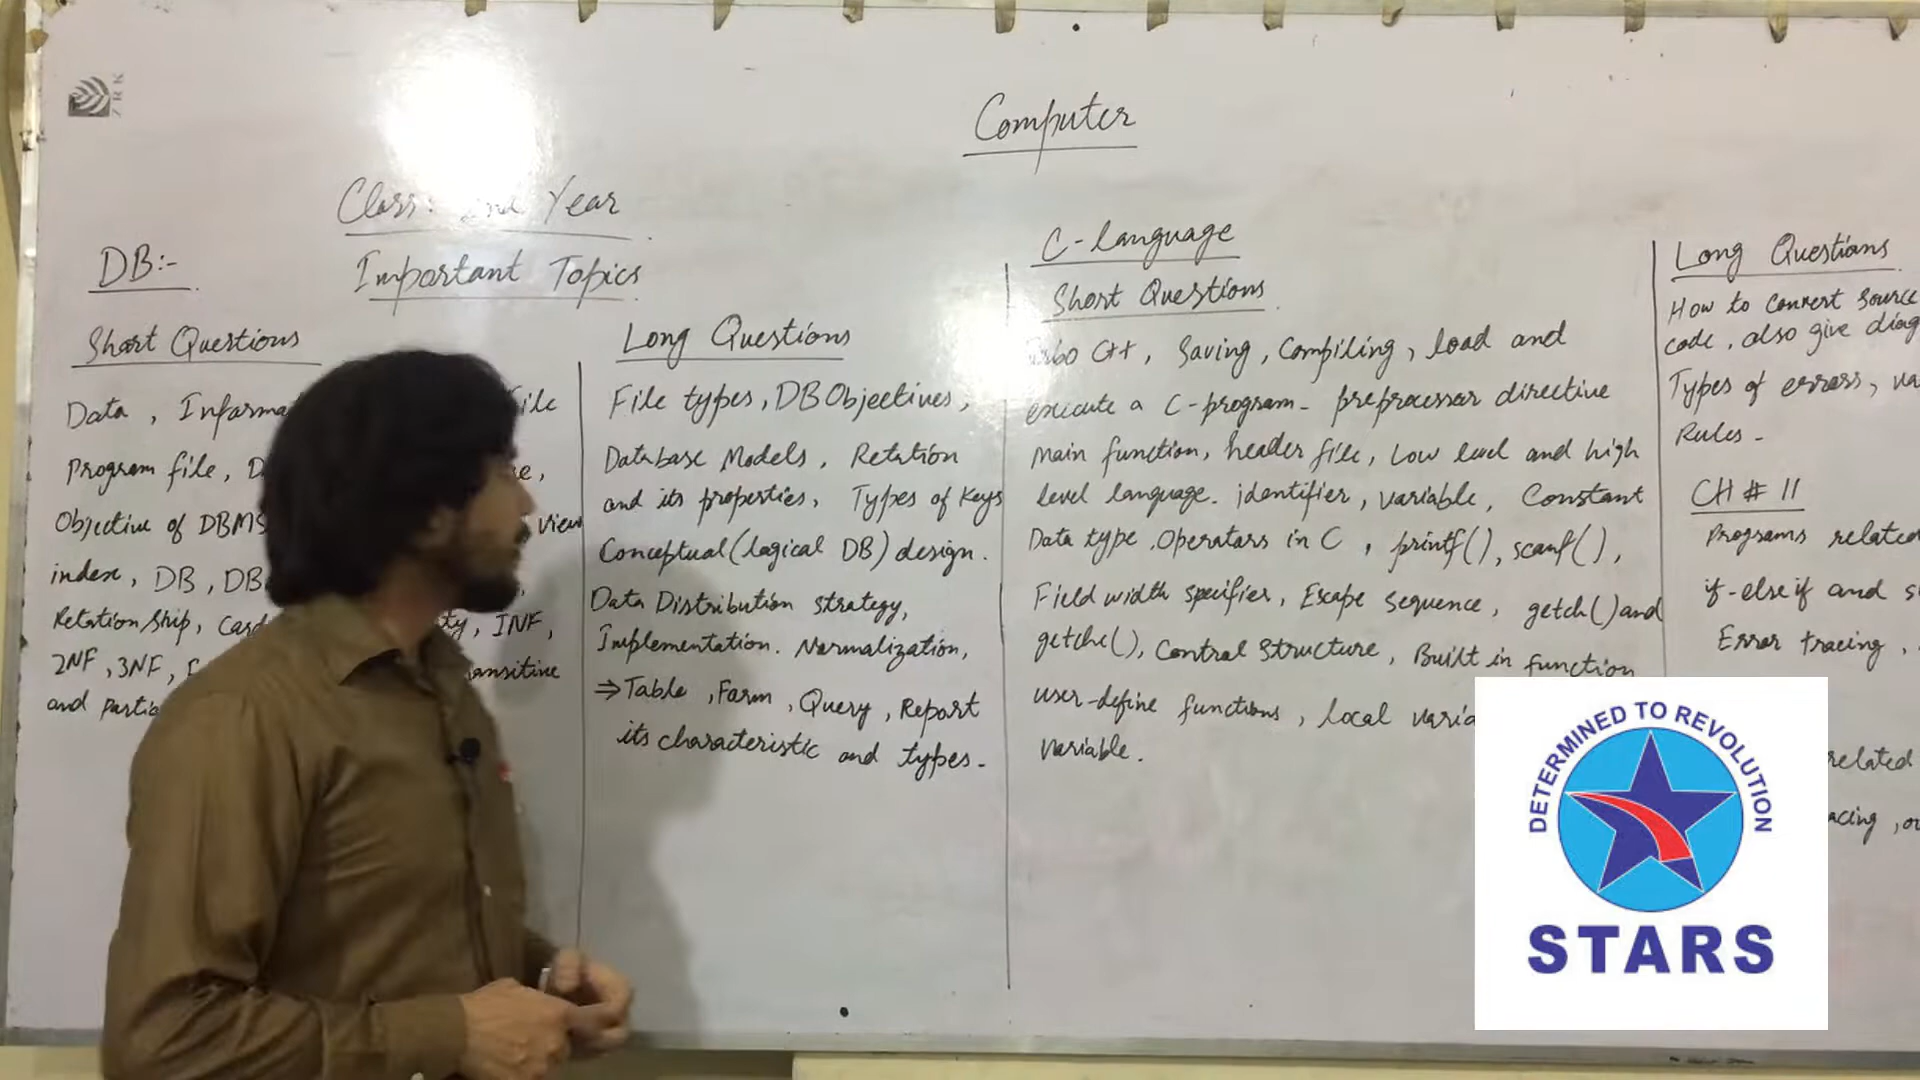 ZRK
Computer
Class: 2nd Year
Important Topics
DB:-
Short Questions
Data, File
Program file,
Objective of DBMS view
index, DB,
Relationship, INF,
2NF, 3NF,
and
Long Questions
File types, DB Objectives,
Database Models, Relation
and its properties, Types of Keys
Conceptual (logical DB) design.
Data Distribution strategy,
Implementation. Normalization,
⇒ Table, Form, Query, Report
its characteristic and types-
C-language
Short Questions
C++, Saving, Compiling, load and
execute a C-program- preprocessor directive
main function, header file, Low level and high
level language. identifier, variable, Constant
Data type, Operators in C, printf(), scanf(),
Field width specifier, Escape sequence, getch() and
getche(), Control Structure, Built in function
user-define functions, local
variable.
Long Questions
How to convert source
code, also give
Types of errors,
Rules-
CH # 11
Programs related
if-else if and
Error tracing,
related
DETERMINED TO REVOLUTION
STARS